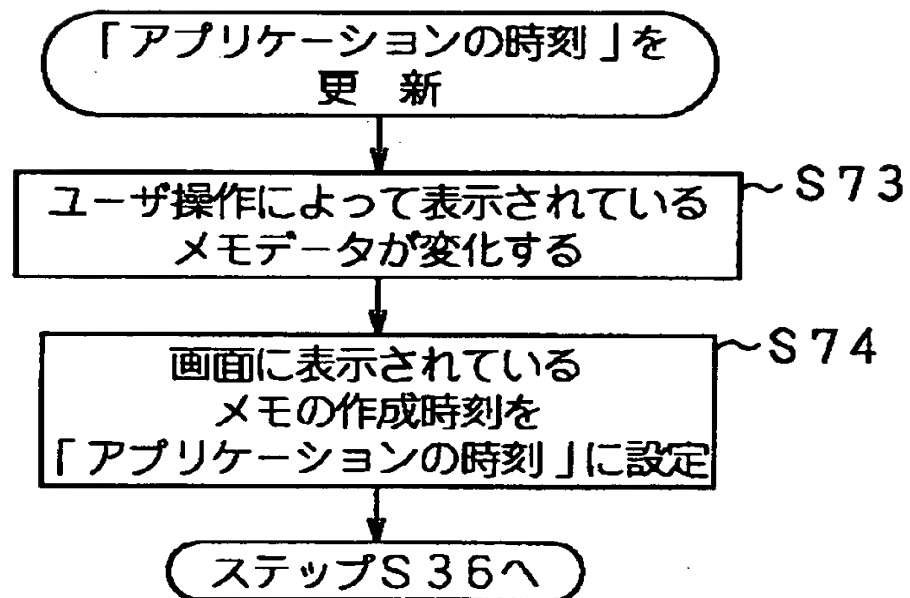 「アプリケーションの時刻」を
更　新
ユーザ操作によって表示されている
メモデータが変化する
～S７３
画面に表示されている
メモの作成時刻を
「アプリケーションの時刻」に設定
～S７４
ステップS３６へ